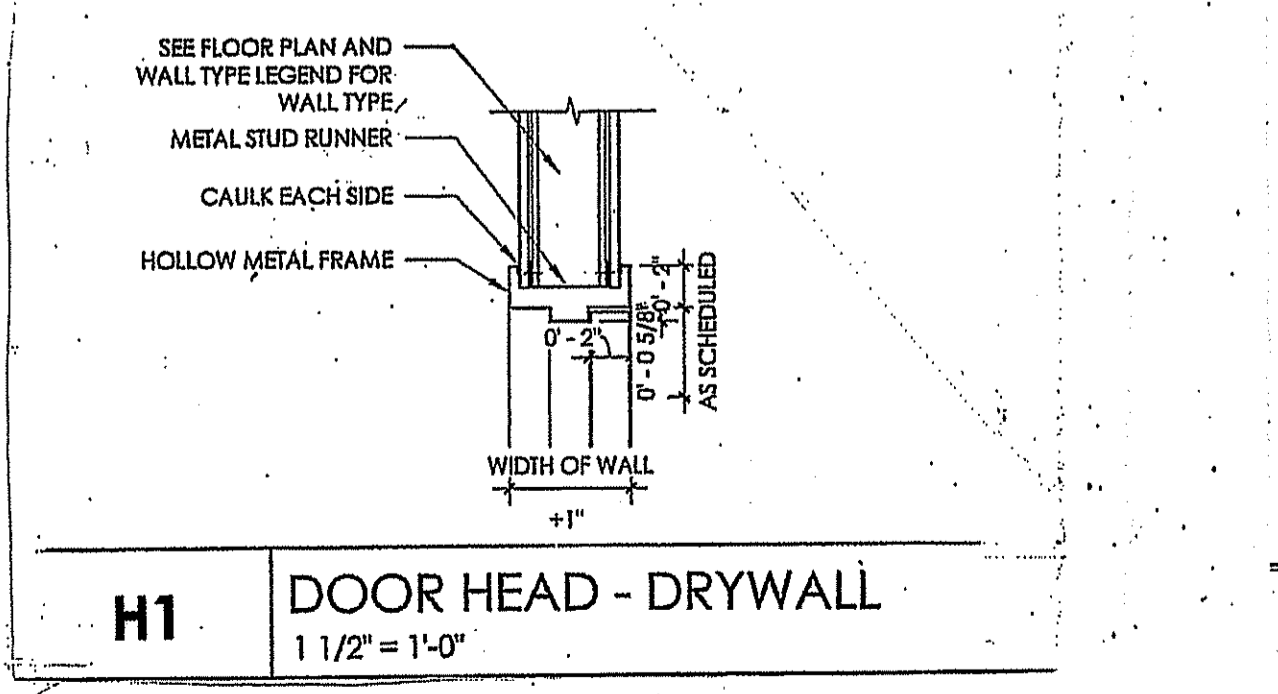 SEE FLOOR PLAN AND
WALL TYPE LEGEND FOR
WALL TYPE
METAL STUD RUNNER
CAULK EACH SIDE
HOLLOW METAL FRAME
0' - 2"
0' - 0 5/8"
0' - 2"
AS SCHEDULED
WIDTH OF WALL
+1"
H1
DOOR HEAD - DRYWALL
1 1/2" = 1'-0"